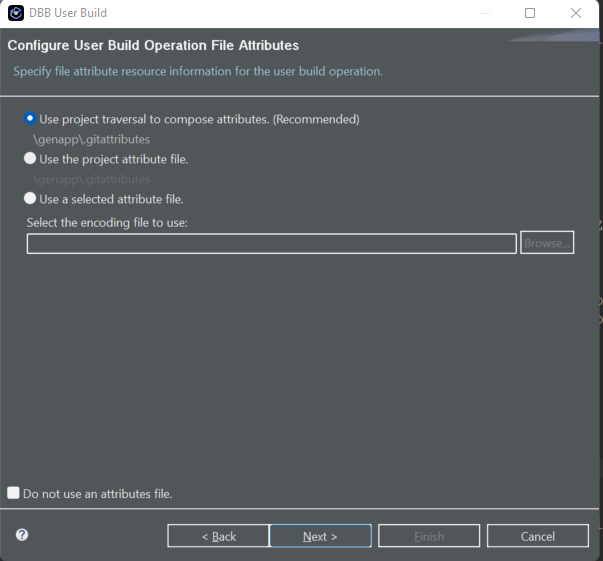 DBB User Build
Configure User Build Operation File Attributes
Specify file attribute resource information for the user build operation.
Use project traversal to compose attributes. (Recommended)
\genapp\.gitattributes
Use the project attribute file.
\genapp\.gitattributes
Use a selected attribute file.
Select the encoding file to use:
Browse...
Do not use an attributes file.
?
< Back
Next >
Finish
Cancel